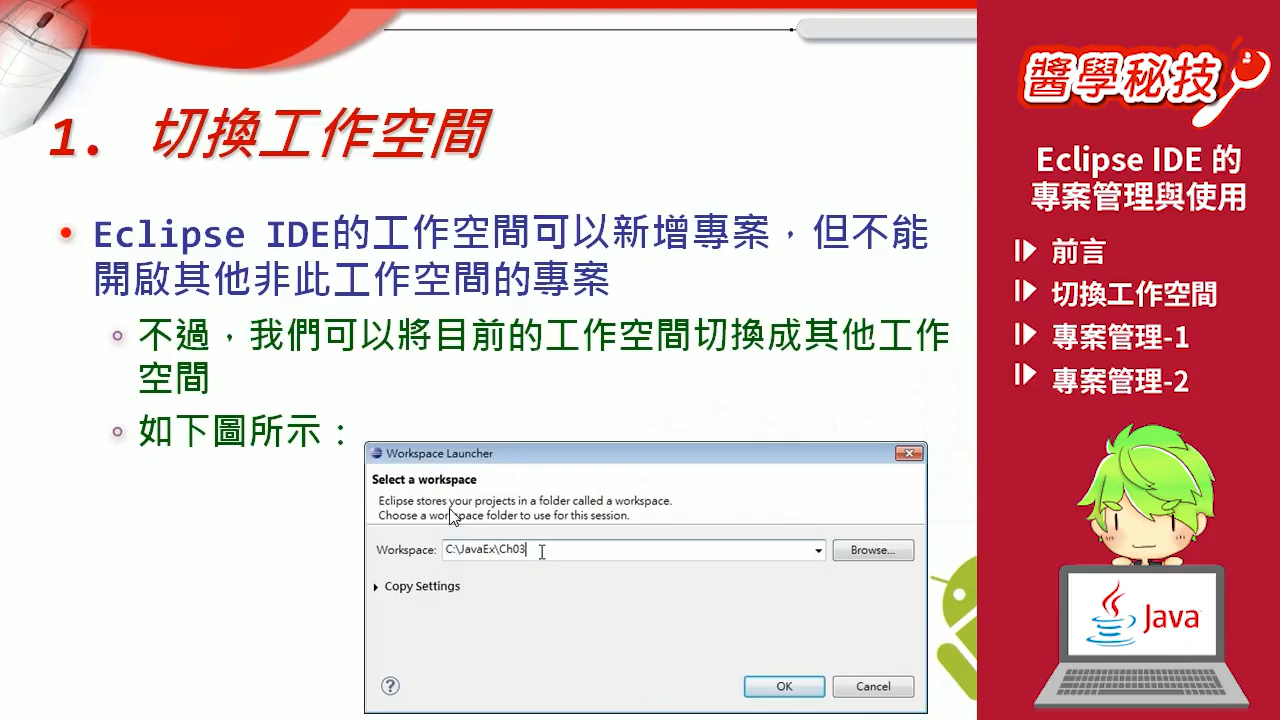 1. 切換工作空間
Eclipse IDE的工作空間可以新增專案，但不能
開啟其他非此工作空間的專案
不過，我們可以將目前的工作空間切換成其他工作
空間
如下圖所示：
Workspace Launcher
Select a workspace
Eclipse stores your projects in a folder called a workspace.
Choose a workspace folder to use for this session.
Workspace: C:\JavaEx\Ch03
Browse...
Copy Settings
OK
Cancel
醬學秘技
Eclipse IDE 的
專案管理與使用
前言
切換工作空間
專案管理-1
專案管理-2
Java